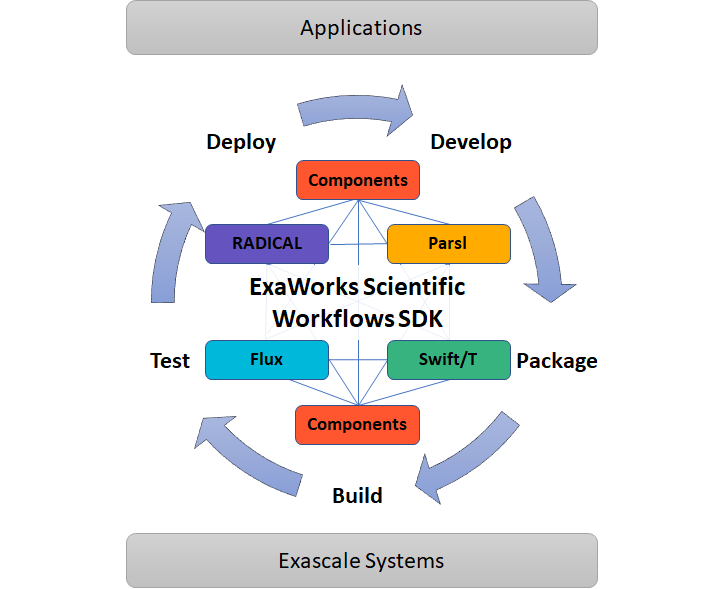 Applications
Deploy
Develop
Components
RADICAL
Parsl
ExaWorks Scientific
Workflows SDK
Test
Flux
Swift/T
Package
Components
Build
Exascale Systems